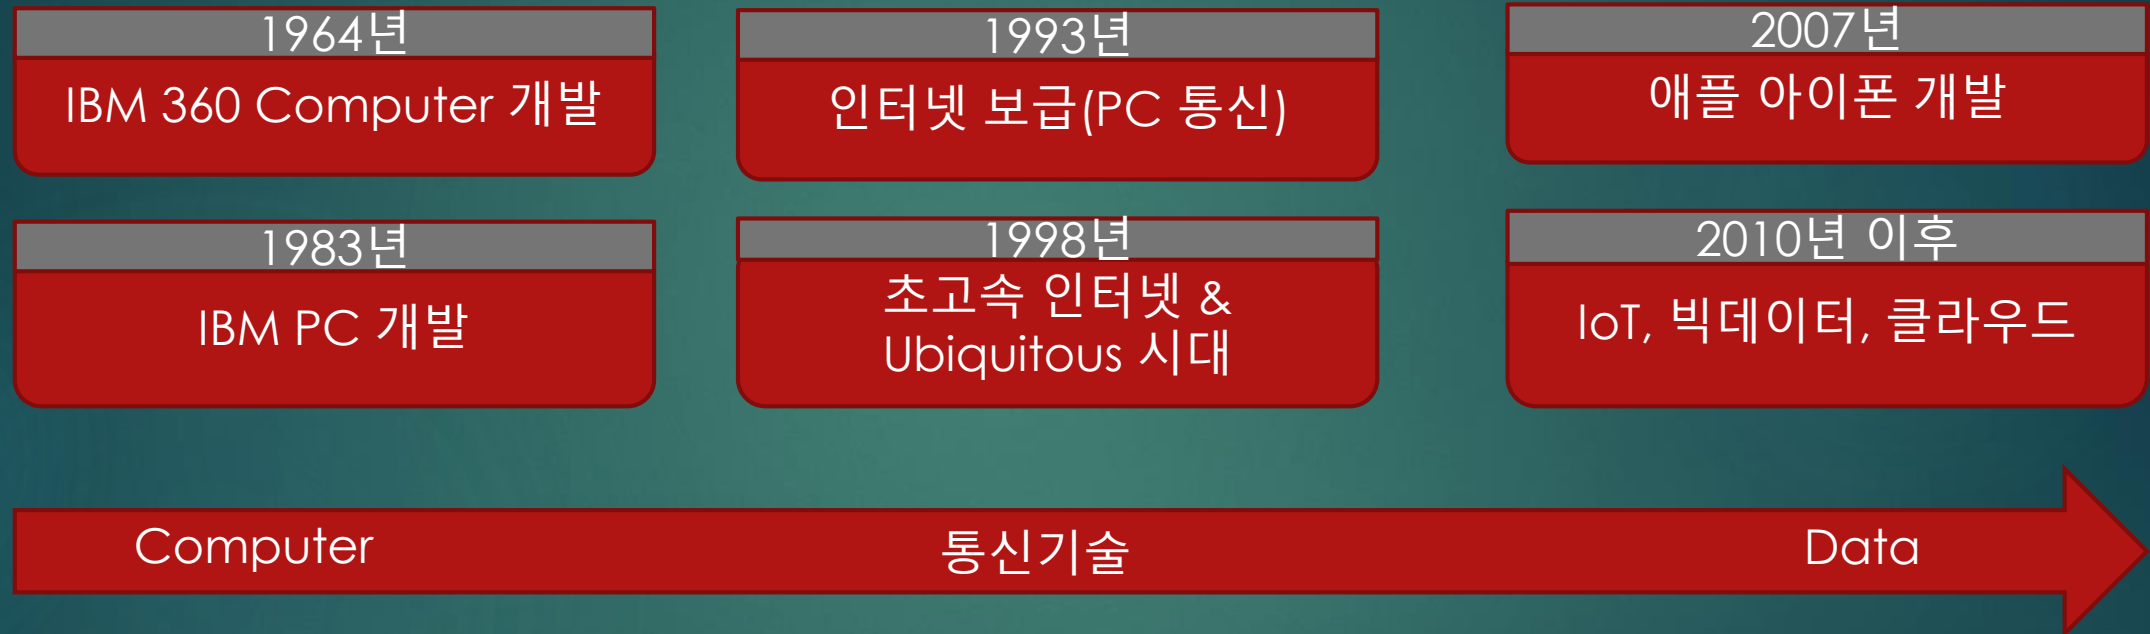 1964년
IBM 360 Computer 개발
1983년
IBM PC 개발
1993년
인터넷 보급(PC 통신)
1998년
초고속 인터넷 &
Ubiquitous 시대
2007년
애플 아이폰 개발
2010년 이후
IoT, 빅데이터, 클라우드
Computer
통신기술
Data